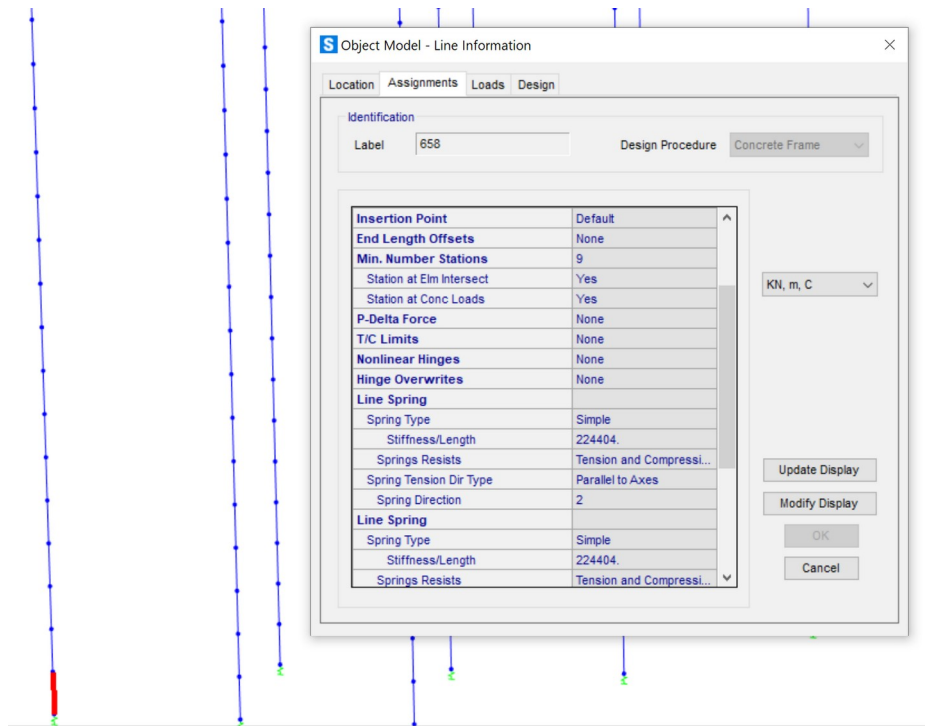 S Object Model - Line Information
Location Assignments Loads Design
Identification
Label 658 Design Procedure Concrete Frame
Insertion Point Default
End Length Offsets None
Min. Number Stations 9
Station at Elm Intersect Yes
Station at Conc Loads Yes
P-Delta Force None
T/C Limits None
Nonlinear Hinges None
Hinge Overwrites None
Line Spring
Spring Type Simple
Stiffness/Length 224404.
Springs Resists Tension and Compressi...
Spring Tension Dir Type Parallel to Axes
Spring Direction 2
Line Spring
Spring Type Simple
Stiffness/Length 224404.
Springs Resists Tension and Compressi...
KN, m, C
Update Display
Modify Display
OK
Cancel